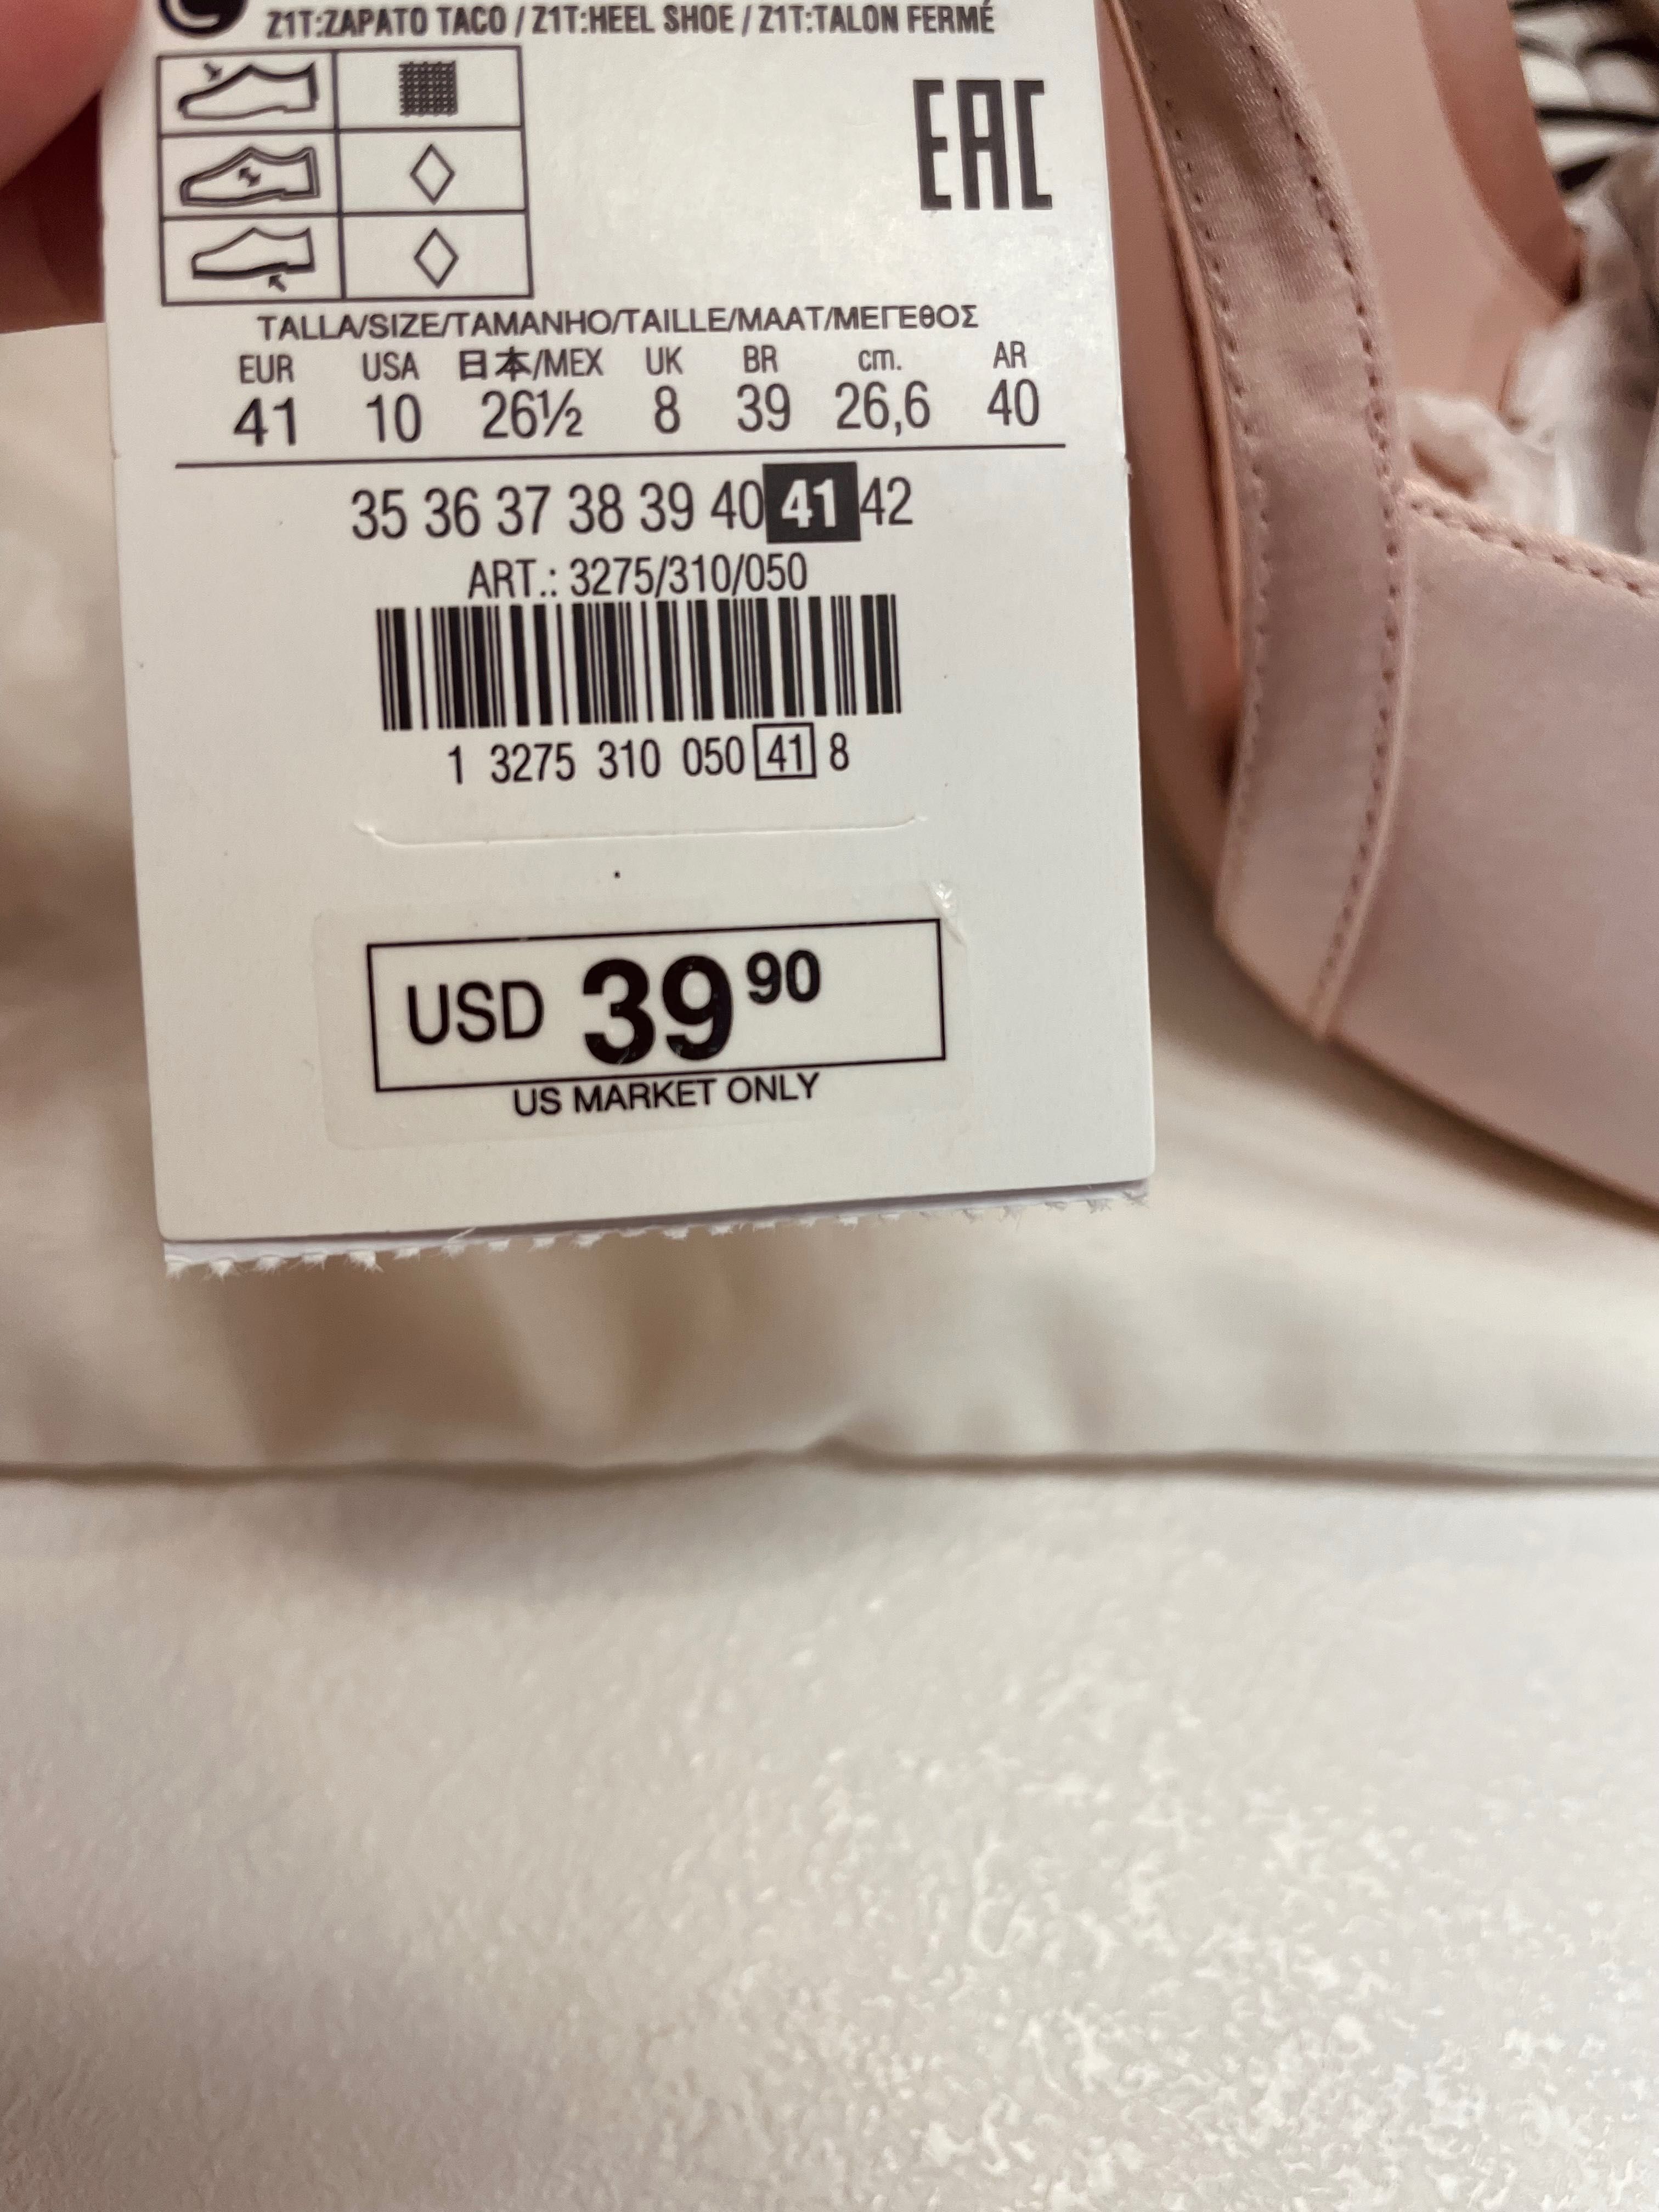 Z1T:ZAPATO TACO / Z1T:HEEL SHOE / Z1T:TALON FERMÉ
EAC
TALLA/SIZE/TAMANHO/TAILLE/MAAT/ΜΕΓΕΘΟΣ
EUR USA 日本/MEX UK BR cm. AR
41 10 26½ 8 39 26,6 40
35 36 37 38 39 40 41 42
ART.: 3275/310/050
1 3275 310 050 41 8
USD 39 90
US MARKET ONLY